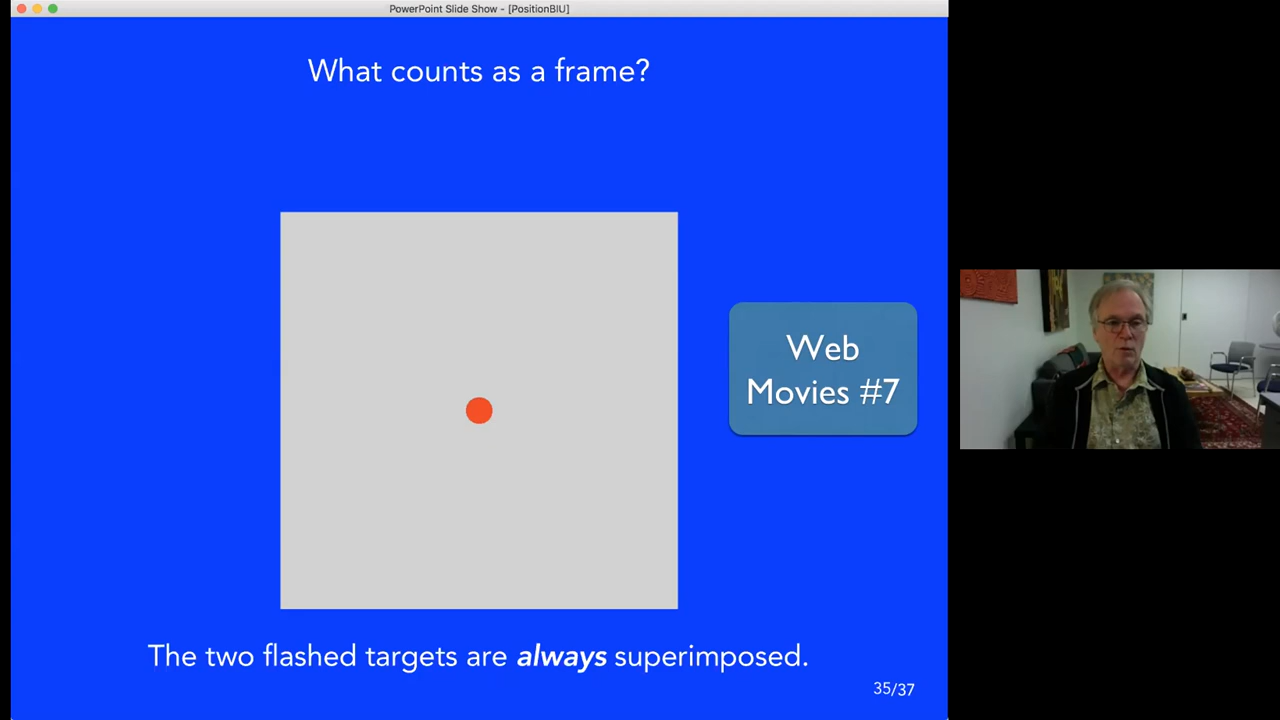 PowerPoint Slide Show - [PositionBIU]
What counts as a frame?
Web
Movies #7
The two flashed targets are always superimposed.
35/37